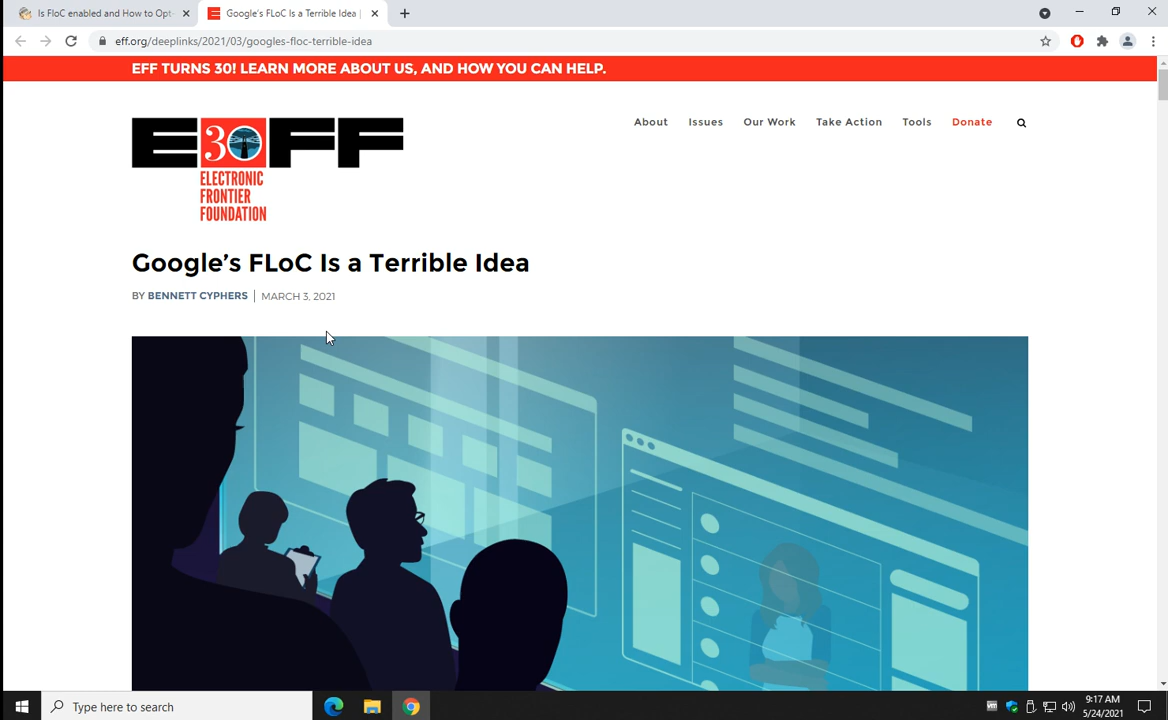 Is FloC enabled and How to Opt-
Google's FLoC Is a Terrible Idea |
eff.org/deeplinks/2021/03/googles-floc-terrible-idea
EFF TURNS 30! LEARN MORE ABOUT US, AND HOW YOU CAN HELP.
E30FF
ELECTRONIC
FRONTIER
FOUNDATION
About Issues Our Work Take Action Tools Donate
Google's FLoC Is a Terrible Idea
BY BENNETT CYPHERS | MARCH 3, 2021
Type here to search
9:17 AM
5/24/2021